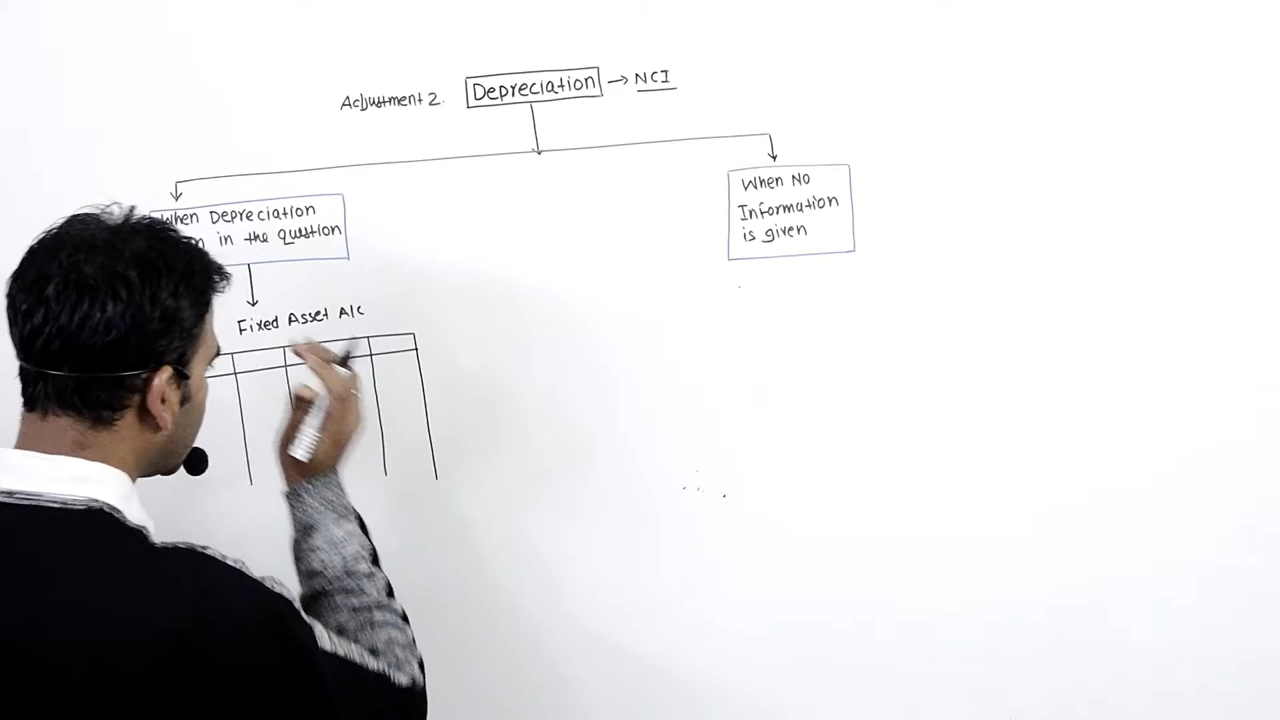 Adjustment 2. Depreciation → NCI
When Depreciation
in the question
Fixed Asset A/c
When No
Information
is given